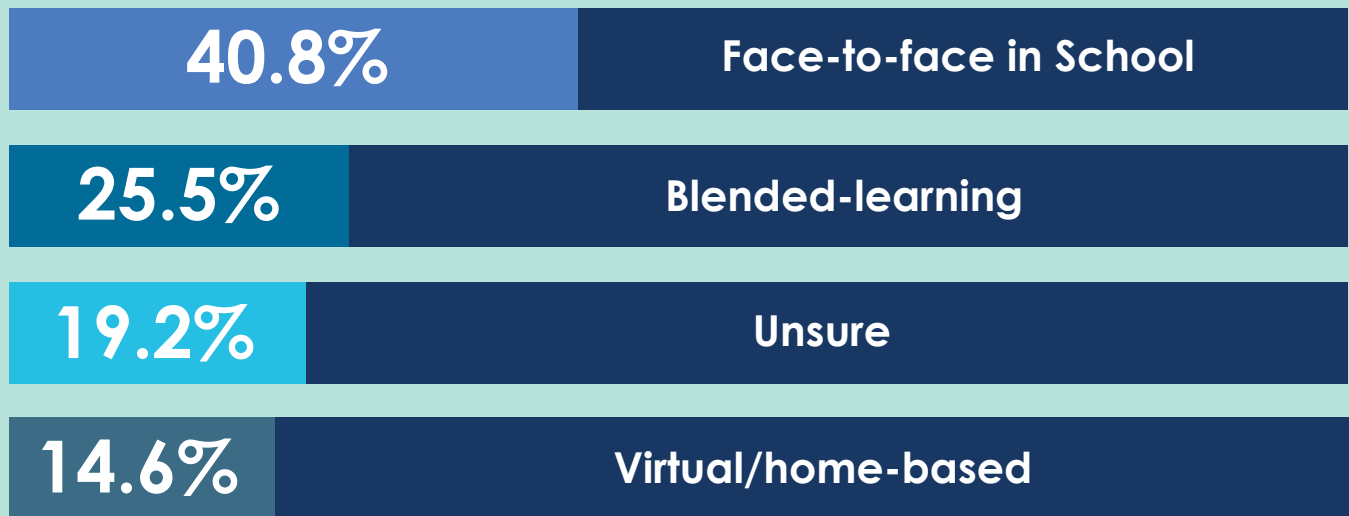 40.8% Face-to-face in School
25.5% Blended-learning
19.2% Unsure
14.6% Virtual/home-based